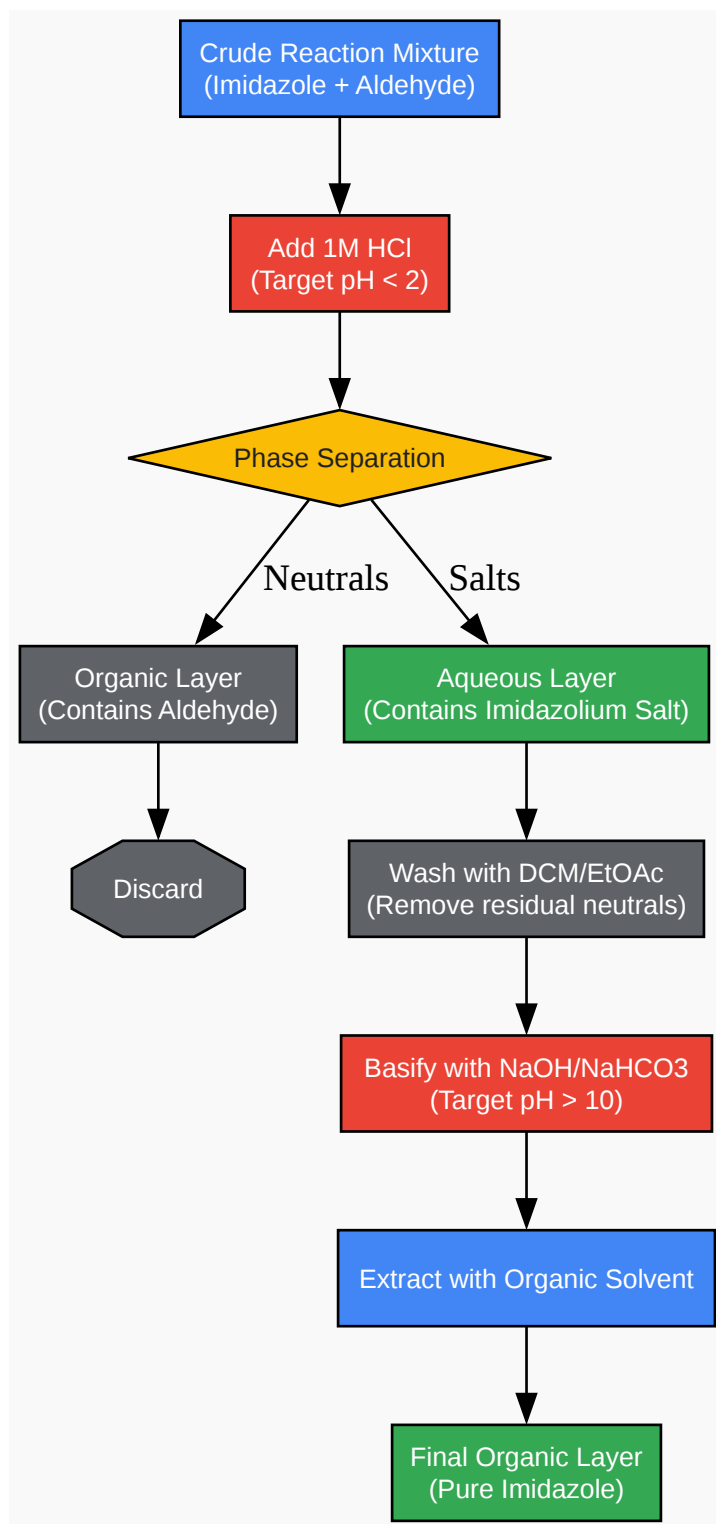 Crude Reaction Mixture
(Imidazole + Aldehyde)
Add 1M HCl
(Target pH < 2)
Phase Separation
Neutrals
Salts
Organic Layer
(Contains Aldehyde)
Aqueous Layer
(Contains Imidazolium Salt)
Discard
Wash with DCM/EtOAc
(Remove residual neutrals)
Basify with NaOH/NaHCO3
(Target pH > 10)
Extract with Organic Solvent
Final Organic Layer
(Pure Imidazole)